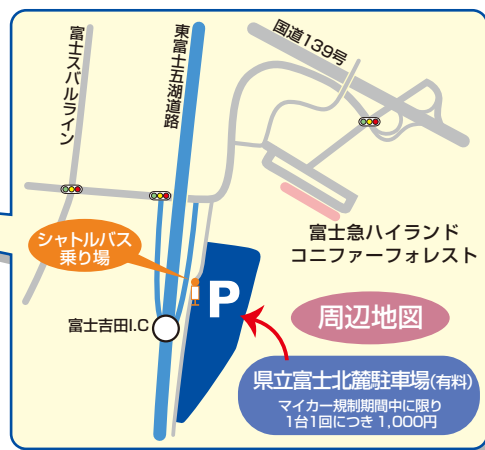 国道139号
富士スバルライン
東富士五湖道路
シャトルバス
乗り場
富士急ハイランド
コニファーフォレスト
P
周辺地図
富士吉田I.C
県立富士北麓駐車場(有料)
マイカー規制期間中に限り
1台1回につき 1,000円